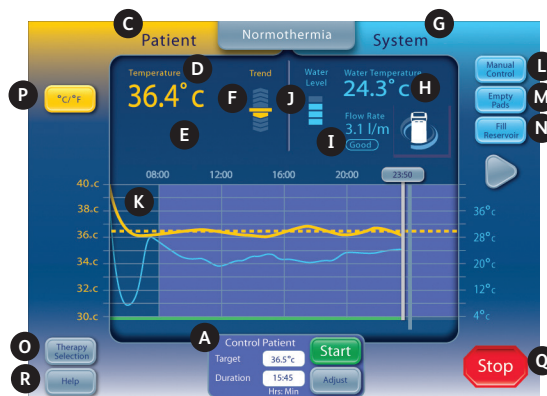 C
Patient
Normothermia
System
G
Temperature
D
36.4°c
Trend
F
E
Water
Level
J
Water Temperature
24.3°c
H
Flow Rate
3.1 l/m
Good
I
P
°C/°F
Manual
Control
L
Empty
Pads
M
Fill
Reservoir
N
08:00
12:00
16:00
20:00
23:50
K
40.c
38.c
36.c
34.c
32.c
30.c
36°c
28°c
20°c
12°c
4°c
A
Control Patient
Target
36.5°c
Start
Duration
15:45
Adjust
Hrs: Min
O
Therapy
Selection
R
Help
Stop
Q